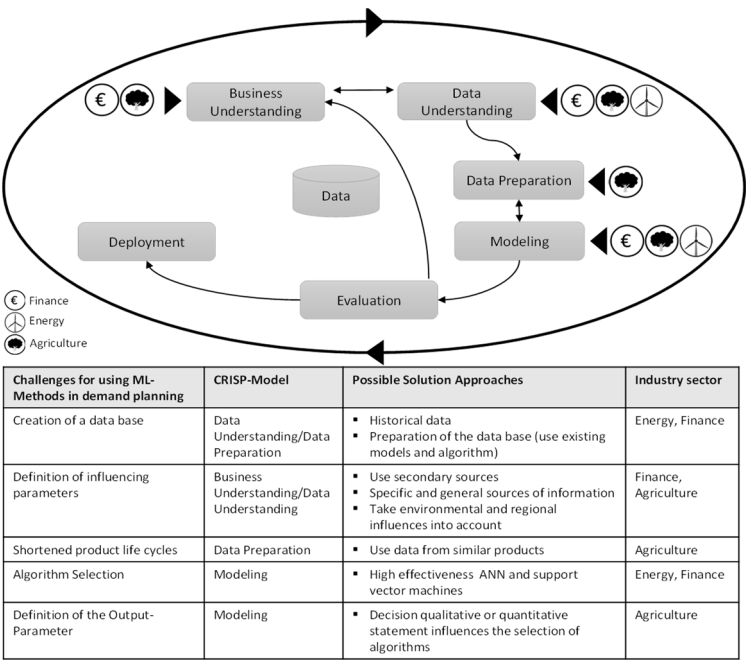 Business
Understanding
Data
Understanding
Data Preparation
Data
Modeling
Deployment
Evaluation
€
€
€
€ Finance
Energy
Agriculture
Challenges for using ML-
Methods in demand planning
CRISP-Model
Possible Solution Approaches
Industry sector
Creation of a data base
Data
Understanding/Data
Preparation
▪ Historical data
▪ Preparation of the data base (use existing
models and algorithm)
Energy, Finance
Definition of influencing
parameters
Business
Understanding/Data
Understanding
▪ Use secondary sources
▪ Specific and general sources of information
▪ Take environmental and regional
influences into account
Finance,
Agriculture
Shortened product life cycles
Data Preparation
▪ Use data from similar products
Agriculture
Algorithm Selection
Modeling
▪ High effectiveness ANN and support
vector machines
Energy, Finance
Definition of the Output-
Parameter
Modeling
▪ Decision qualitative or quantitative
statement influences the selection of
algorithms
Agriculture